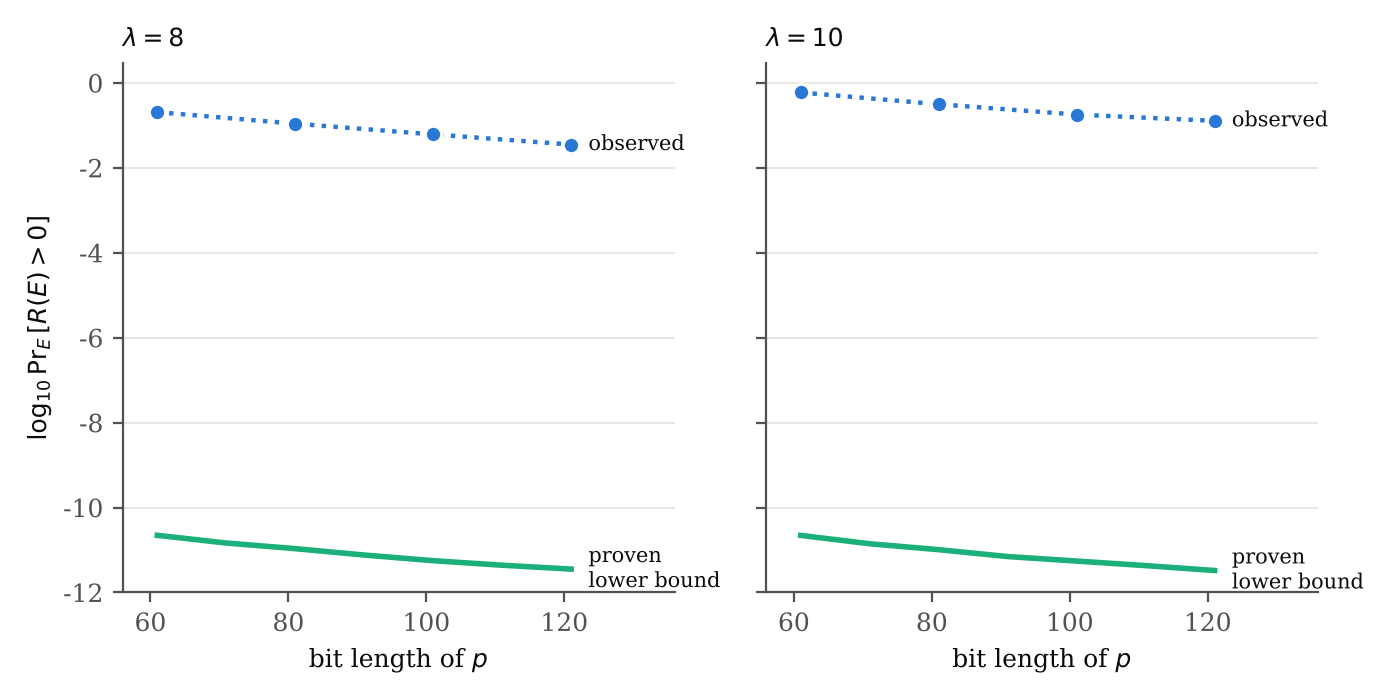 λ = 8
λ = 10
log₁₀ Pr_E [R(E) > 0]
0
-2
-4
-6
-8
-10
-12
observed
proven
lower bound
60 80 100 120
bit length of p
observed
proven
lower bound
60 80 100 120
bit length of p